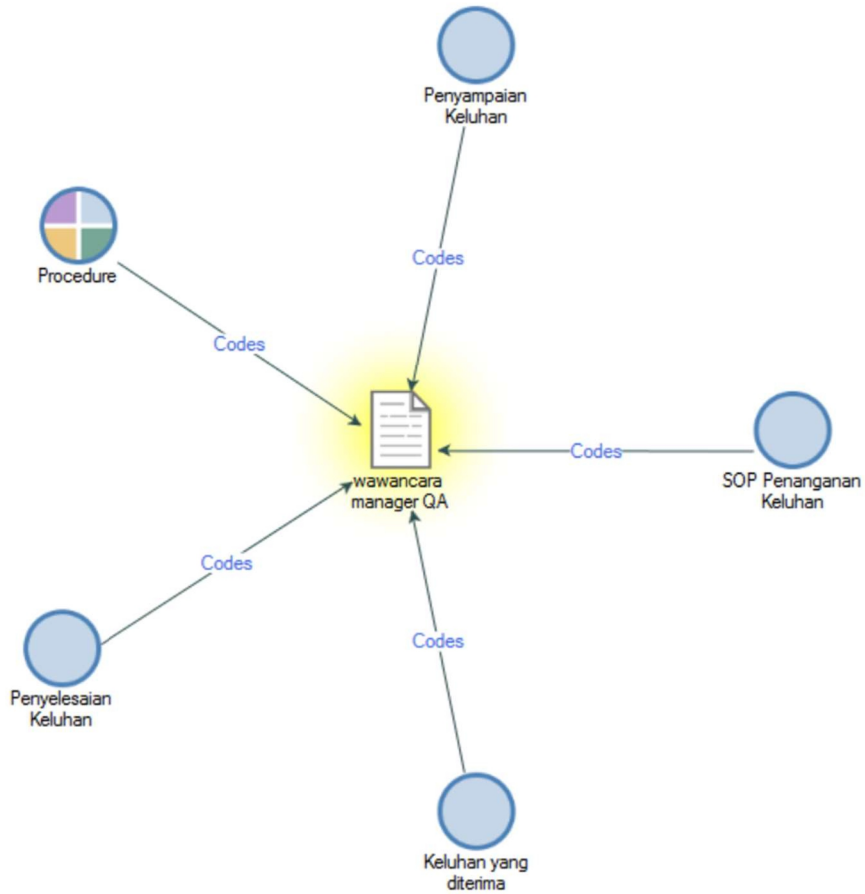 Penyampaian
Keluhan
Procedure
Codes
Codes
wawancara
manager QA
Codes
SOP Penanganan
Keluhan
Codes
Penyelesaian
Keluhan
Codes
Keluhan yang
diterima